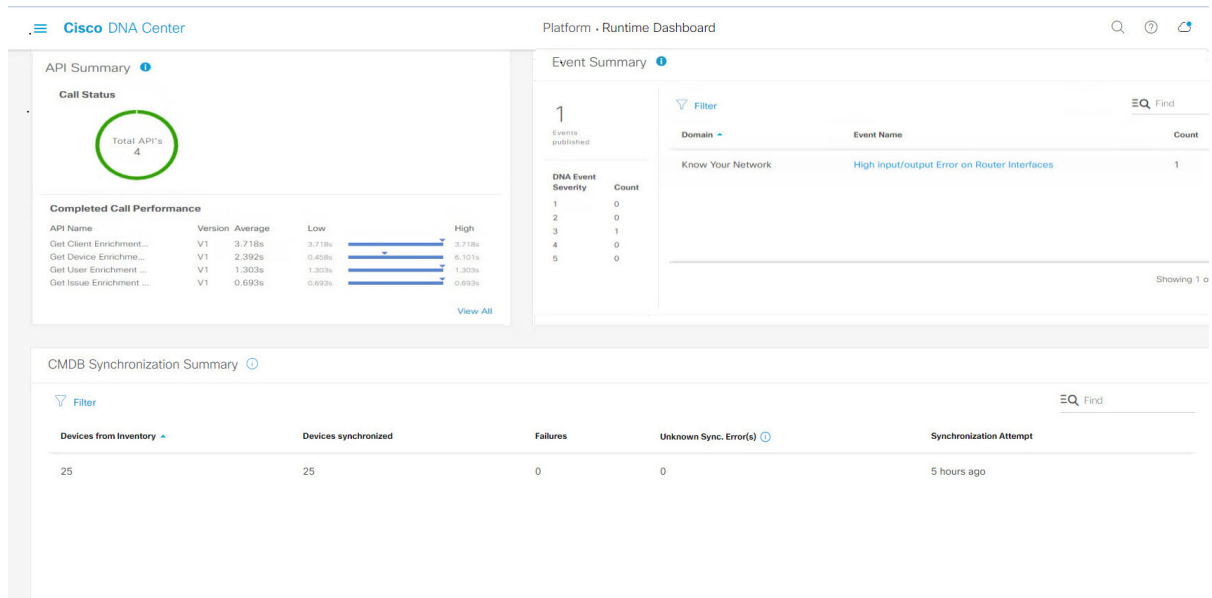 Cisco DNA Center
Platform • Runtime Dashboard
API Summary
Call Status
Total API's
4
Completed Call Performance
API Name Version Average Low High
Get Client Enrichment... V1 3.718s 3.718s 3.718s
Get Device Enrichme... V1 2.392s 0.458s 6.101s
Get User Enrichment ... V1 1.303s 1.303s 1.303s
Get Issue Enrichment ... V1 0.693s 0.693s 0.693s
View All
Event Summary
1
Events
published
DNA Event
Severity Count
1 0
2 0
3 1
4 0
5 0
Filter
Find
Domain Event Name Count
Know Your Network High input/output Error on Router Interfaces 1
Showing 1 o
CMDB Synchronization Summary
Filter
Find
Devices from Inventory Devices synchronized Failures Unknown Sync. Error(s) Synchronization Attempt
25 25 0 0 5 hours ago